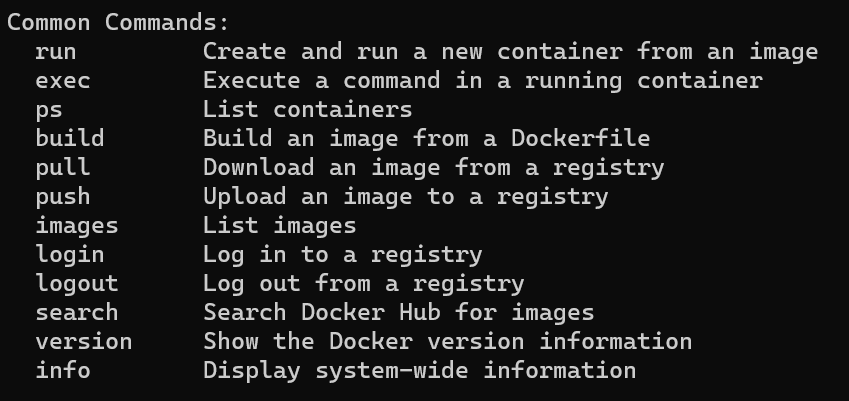 Common Commands:
  run         Create and run a new container from an image
  exec        Execute a command in a running container
  ps          List containers
  build       Build an image from a Dockerfile
  pull        Download an image from a registry
  push        Upload an image to a registry
  images      List images
  login       Log in to a registry
  logout      Log out from a registry
  search      Search Docker Hub for images
  version     Show the Docker version information
  info        Display system-wide information